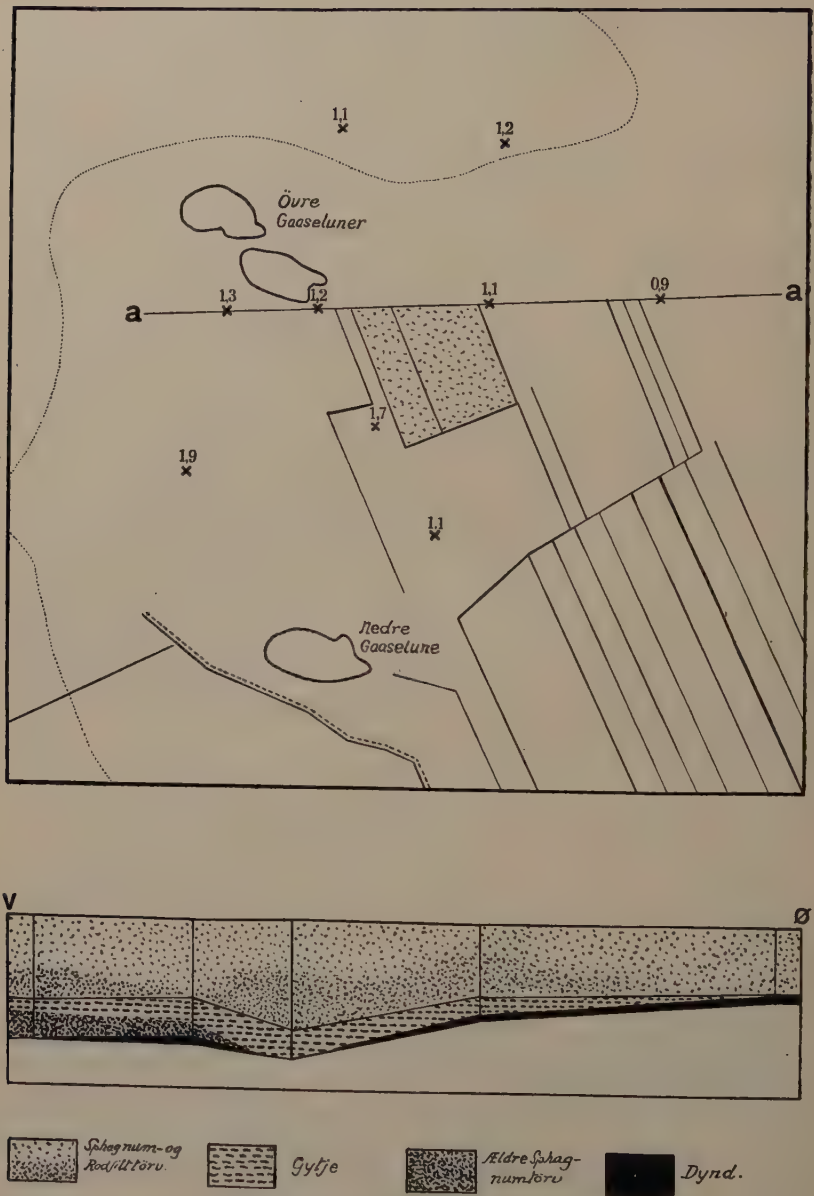 1,1
1,2
Övre
Gaaseluner
a
1,3
1,2
1,1
0,9
a
1,7
1,9
1,1
Nedre
Gaaselune
V
Ø
Sphagnum- og
Rodfilttörv.
Gytje
Ældre Sphag-
numtörv
Dynd.